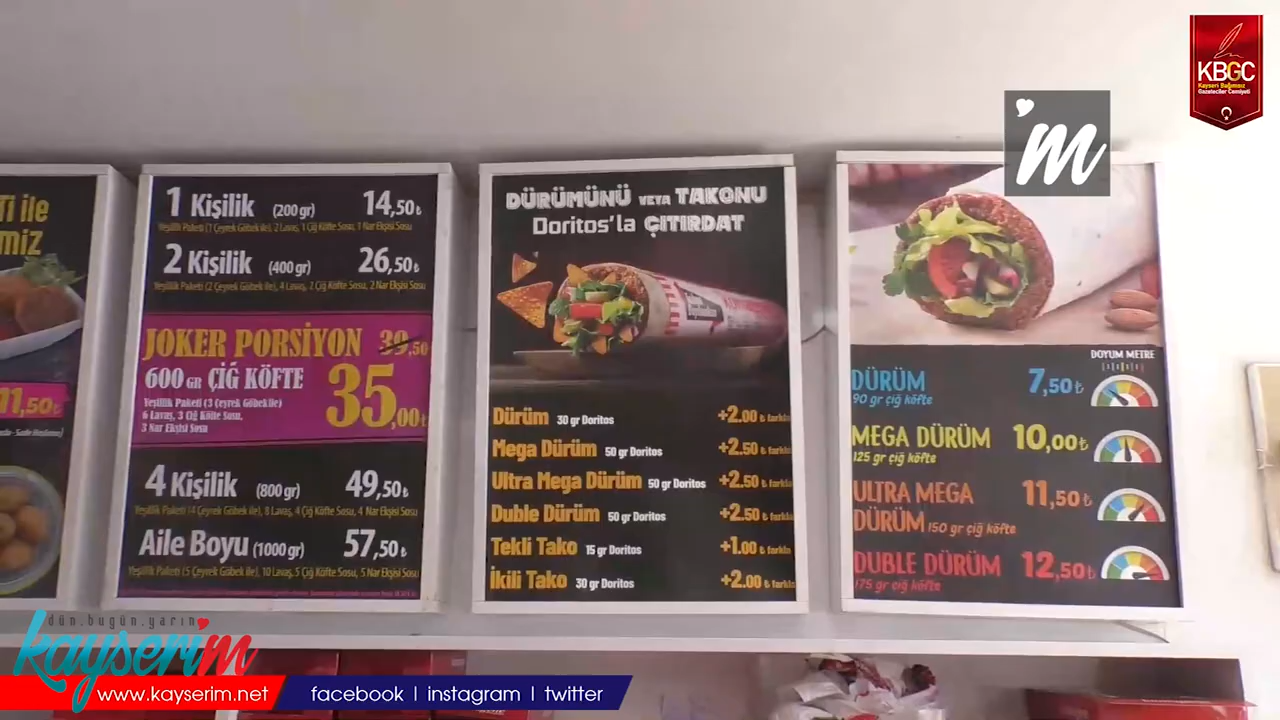 KBGC
Kayseri Bağımsız
Gazeteciler Cemiyeti
'm
Ti ile
mız
11,50₺
1 Kişilik (200 gr) 14,50₺
Yeşillik Paketi (1 Çeyrek Göbek ile), 2 Lavaş, 1 Çiğ Köfte Sosu, 1 Nar Ekşisi Sosu
2 Kişilik (400 gr) 26,50₺
Yeşillik Paketi (2 Çeyrek Göbek ile), 4 Lavaş, 2 Çiğ Köfte Sosu, 2 Nar Ekşisi Sosu
JOKER PORSİYON 39,50
600 GR ÇİĞ KÖFTE 35,00₺
Yeşillik Paketi (3 Çeyrek Göbek ile)
6 Lavaş, 3 Çiğ Köfte Sosu,
3 Nar Ekşisi Sosu
4 Kişilik (800 gr) 49,50₺
Yeşillik Paketi (4 Çeyrek Göbek ile), 8 Lavaş, 4 Çiğ Köfte Sosu, 4 Nar Ekşisi Sosu
Aile Boyu (1000 gr) 57,50₺
Yeşillik Paketi (5 Çeyrek Göbek ile), 10 Lavaş, 5 Çiğ Köfte Sosu, 5 Nar Ekşisi Sosu
DÜRÜMÜNÜ VEYA TAKONU
Doritos'la ÇITIRDAT
Dürüm 30 gr Doritos +2.00 ₺ farkla
Mega Dürüm 50 gr Doritos +2.50 ₺ farkla
Ultra Mega Dürüm 50 gr Doritos +2.50 ₺ farkla
Duble Dürüm 50 gr Doritos +2.50 ₺ farkla
Tekli Tako 15 gr Doritos +1.00 ₺ farkla
İkili Tako 30 gr Doritos +2.00 ₺ farkla
DOYUM METRE
DÜRÜM 7,50₺
90 gr çiğ köfte
MEGA DÜRÜM 10,00₺
125 gr çiğ köfte
ULTRA MEGA 11,50₺
DÜRÜM 150 gr çiğ köfte
DUBLE DÜRÜM 12,50₺
175 gr çiğ köfte
dün.bugün.yarın
kayserim
www.kayserim.net facebook | instagram | twitter